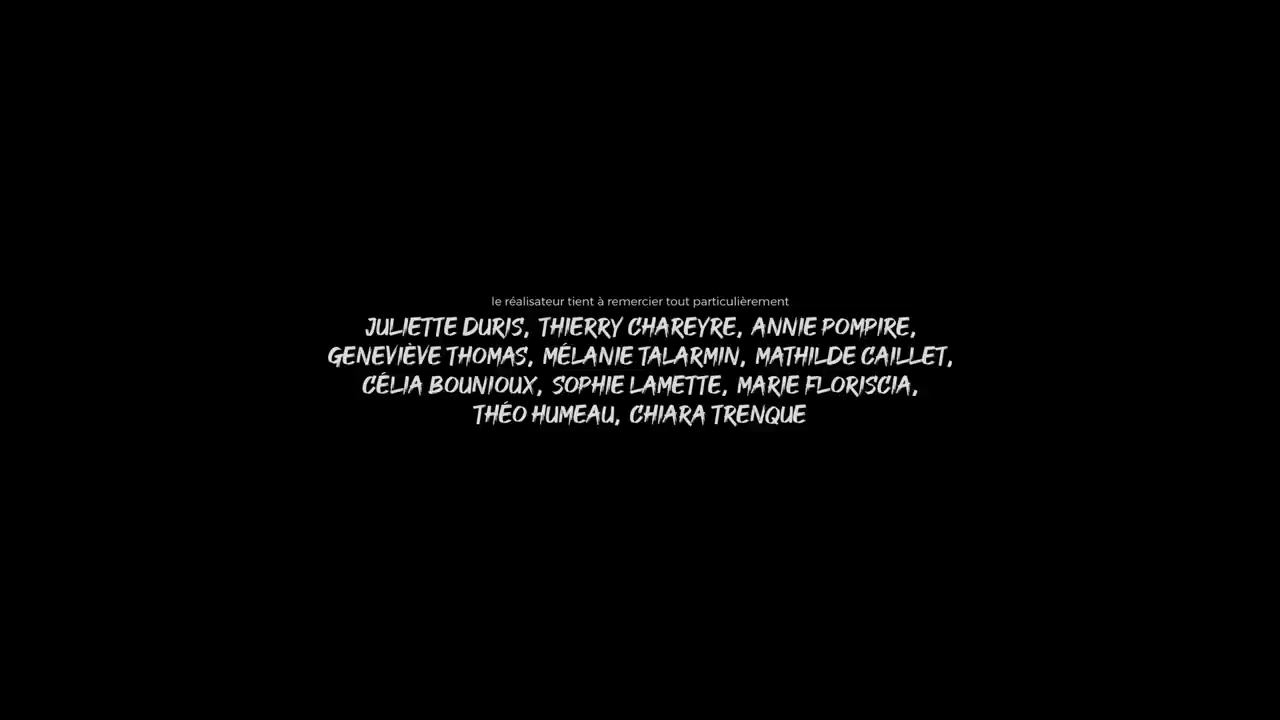 le réalisateur tient à remercier tout particulièrement
JULIETTE DURIS, THIERRY CHAREYRE, ANNIE POMPIRE,
GENEVIÈVE THOMAS, MÉLANIE TALARMIN, MATHILDE CAILLET,
CÉLIA BOUNIOUX, SOPHIE LAMETTE, MARIE FLORISCIA,
THÉO HUMEAU, CHIARA TRENQUE